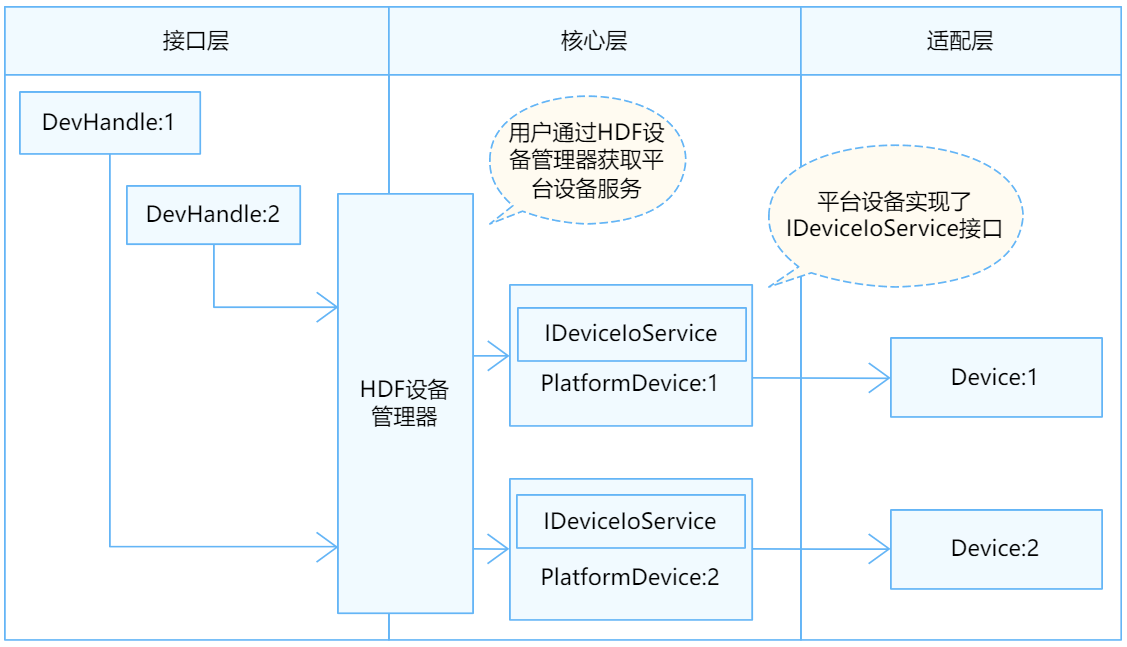 接口层
核心层
适配层
DevHandle:1
DevHandle:2
用户通过HDF设
备管理器获取平
台设备服务
平台设备实现了
IDeviceIoService接口
HDF设备
管理器
IDeviceIoService
PlatformDevice:1
Device:1
IDeviceIoService
PlatformDevice:2
Device:2